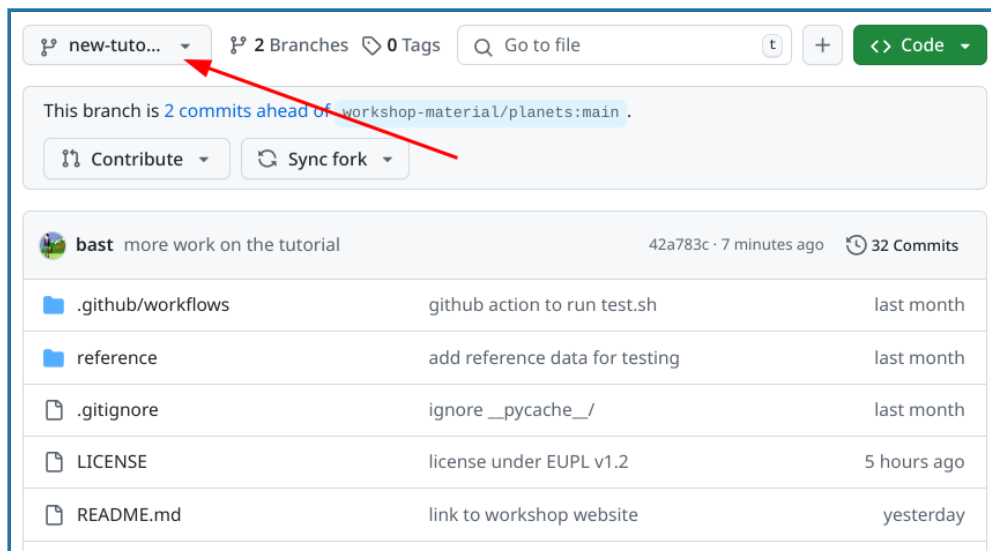 new-tuto... 2 Branches 0 Tags Go to file t + <> Code
This branch is 2 commits ahead of workshop-material/planets:main .
Contribute Sync fork
bast more work on the tutorial 42a783c · 7 minutes ago 32 Commits
.github/workflows github action to run test.sh last month
reference add reference data for testing last month
.gitignore ignore __pycache__/ last month
LICENSE license under EUPL v1.2 5 hours ago
README.md link to workshop website yesterday